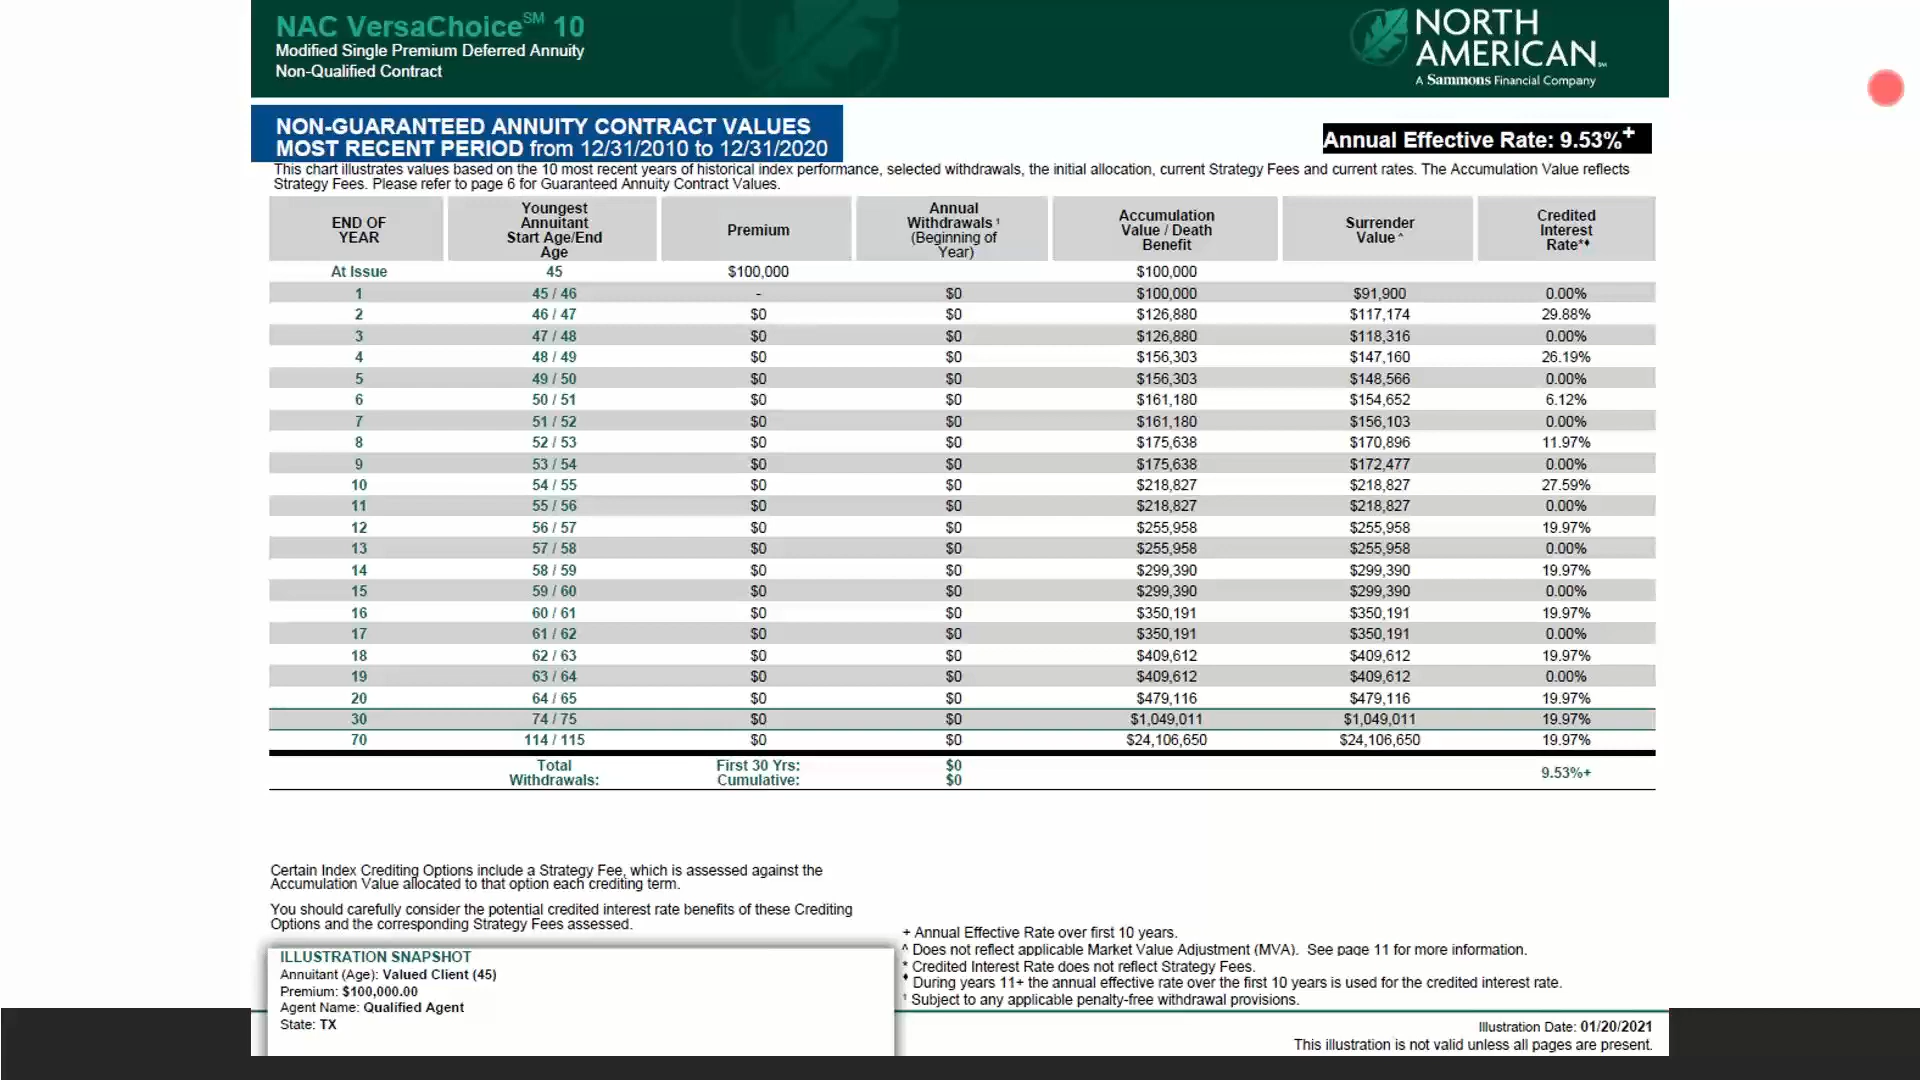 NAC VersaChoice℠ 10
Modified Single Premium Deferred Annuity
Non-Qualified Contract
NORTH
AMERICAN℠
A Sammons Financial Company
NON-GUARANTEED ANNUITY CONTRACT VALUES
MOST RECENT PERIOD from 12/31/2010 to 12/31/2020
Annual Effective Rate: 9.53%+
This chart illustrates values based on the 10 most recent years of historical index performance, selected withdrawals, the initial allocation, current Strategy Fees and current rates. The Accumulation Value reflects
Strategy Fees. Please refer to page 6 for Guaranteed Annuity Contract Values.
END OF YEAR | Youngest Annuitant Start Age/End Age | Premium | Annual Withdrawals ¹ (Beginning of Year) | Accumulation Value / Death Benefit | Surrender Value ^ | Credited Interest Rate*♦
At Issue 45 $100,000 $100,000
1 45 / 46 - $0 $100,000 $91,900 0.00%
2 46 / 47 $0 $0 $126,880 $117,174 29.88%
3 47 / 48 $0 $0 $126,880 $118,316 0.00%
4 48 / 49 $0 $0 $156,303 $147,160 26.19%
5 49 / 50 $0 $0 $156,303 $148,566 0.00%
6 50 / 51 $0 $0 $161,180 $154,652 6.12%
7 51 / 52 $0 $0 $161,180 $156,103 0.00%
8 52 / 53 $0 $0 $175,638 $170,896 11.97%
9 53 / 54 $0 $0 $175,638 $172,477 0.00%
10 54 / 55 $0 $0 $218,827 $218,827 27.59%
11 55 / 56 $0 $0 $218,827 $218,827 0.00%
12 56 / 57 $0 $0 $255,958 $255,958 19.97%
13 57 / 58 $0 $0 $255,958 $255,958 0.00%
14 58 / 59 $0 $0 $299,390 $299,390 19.97%
15 59 / 60 $0 $0 $299,390 $299,390 0.00%
16 60 / 61 $0 $0 $350,191 $350,191 19.97%
17 61 / 62 $0 $0 $350,191 $350,191 0.00%
18 62 / 63 $0 $0 $409,612 $409,612 19.97%
19 63 / 64 $0 $0 $409,612 $409,612 0.00%
20 64 / 65 $0 $0 $479,116 $479,116 19.97%
30 74 / 75 $0 $0 $1,049,011 $1,049,011 19.97%
70 114 / 115 $0 $0 $24,106,650 $24,106,650 19.97%
Total First 30 Yrs: $0
Withdrawals: Cumulative: $0
9.53%+
Certain Index Crediting Options include a Strategy Fee, which is assessed against the
Accumulation Value allocated to that option each crediting term.
You should carefully consider the potential credited interest rate benefits of these Crediting
Options and the corresponding Strategy Fees assessed.
ILLUSTRATION SNAPSHOT
Annuitant (Age): Valued Client (45)
Premium: $100,000.00
Agent Name: Qualified Agent
State: TX
+ Annual Effective Rate over first 10 years.
^ Does not reflect applicable Market Value Adjustment (MVA). See page 11 for more information.
* Credited Interest Rate does not reflect Strategy Fees.
♦ During years 11+ the annual effective rate over the first 10 years is used for the credited interest rate.
¹ Subject to any applicable penalty-free withdrawal provisions.
Illustration Date: 01/20/2021
This illustration is not valid unless all pages are present.